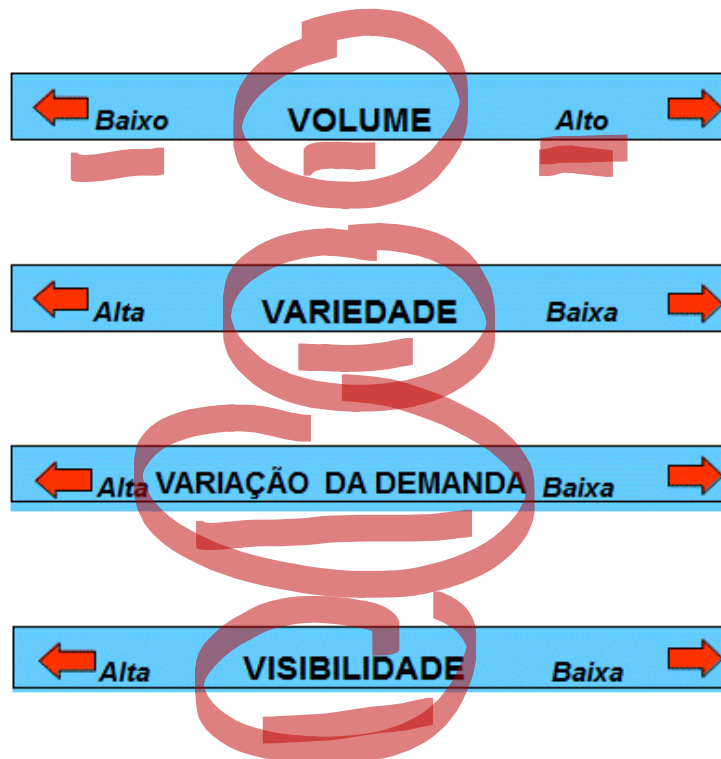 Baixo VOLUME Alto
Alta VARIEDADE Baixa
Alta VARIAÇÃO DA DEMANDA Baixa
Alta VISIBILIDADE Baixa